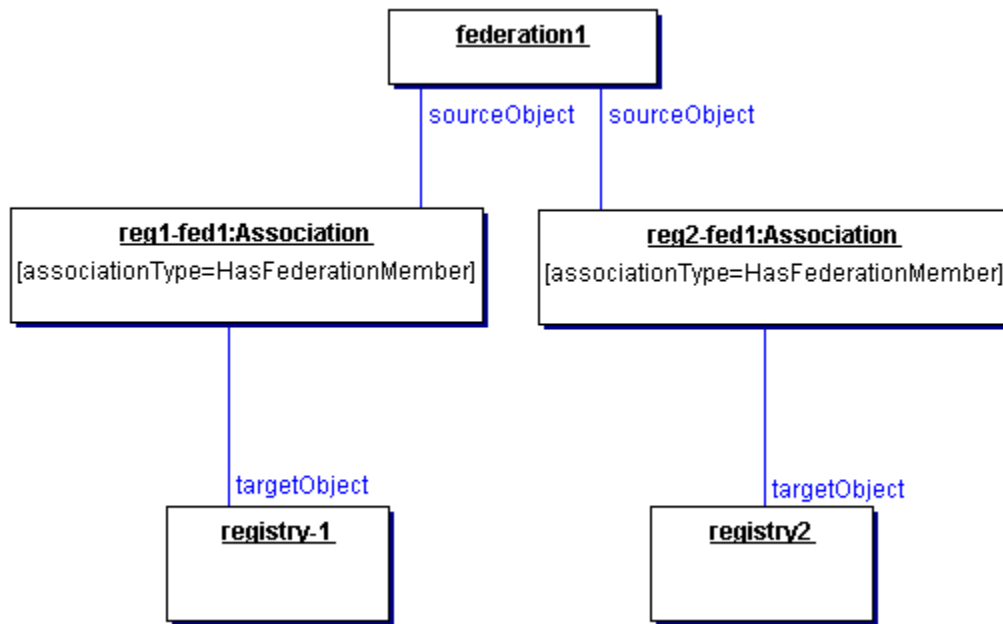 federation1
sourceObject
sourceObject
reg1-fed1:Association
[associationType=HasFederationMember]
reg2-fed1:Association
[associationType=HasFederationMember]
targetObject
targetObject
registry-1
registry2